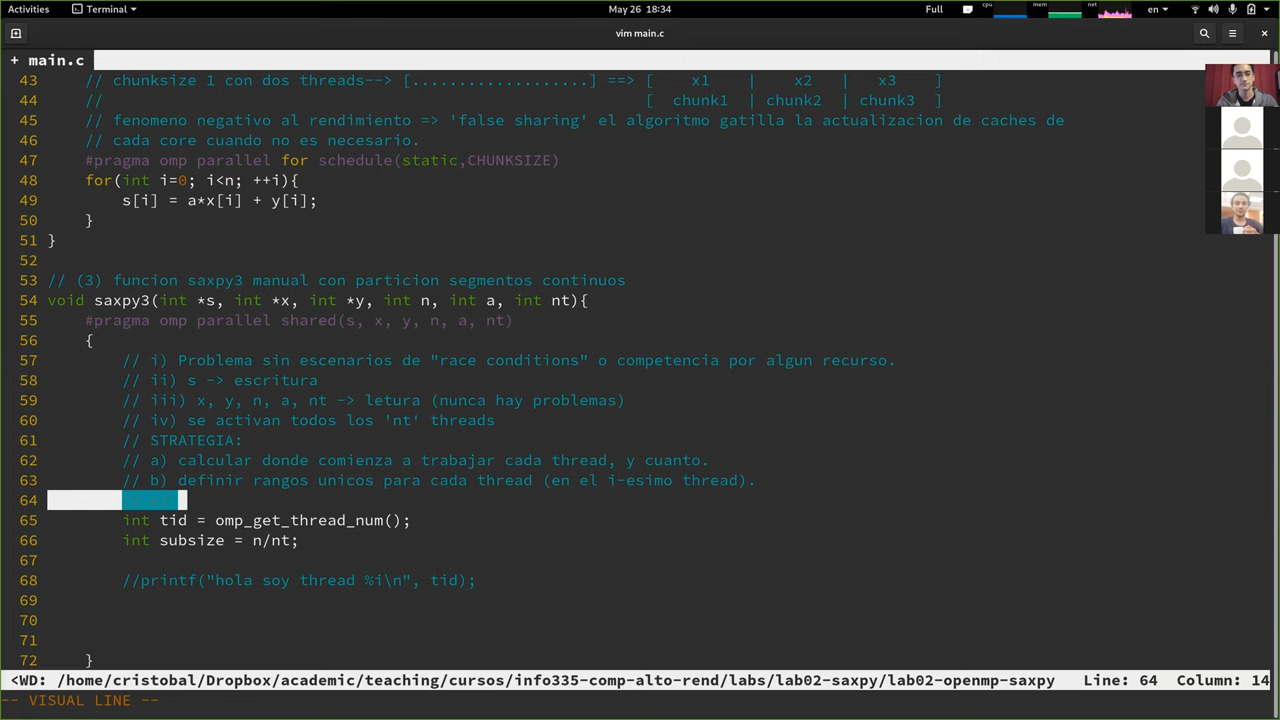 Activities Terminal May 26 18:34 Full cpu mem net en
vim main.c
+ main.c
43 // chunksize 1 con dos threads--> [...................] ==> [ x1 | x2 | x3 ]
44 // [ chunk1 | chunk2 | chunk3 ]
45 // fenomeno negativo al rendimiento => 'false sharing' el algoritmo gatilla la actualizacion de caches de
46 // cada core cuando no es necesario.
47 #pragma omp parallel for schedule(static,CHUNKSIZE)
48 for(int i=0; i<n; ++i){
49 s[i] = a*x[i] + y[i];
50 }
51 }
52
53 // (3) funcion saxpy3 manual con particion segmentos continuos
54 void saxpy3(int *s, int *x, int *y, int n, int a, int nt){
55 #pragma omp parallel shared(s, x, y, n, a, nt)
56 {
57 // i) Problema sin escenarios de "race conditions" o competencia por algun recurso.
58 // ii) s -> escritura
59 // iii) x, y, n, a, nt -> letura (nunca hay problemas)
60 // iv) se activan todos los 'nt' threads
61 // STRATEGIA:
62 // a) calcular donde comienza a trabajar cada thread, y cuanto.
63 // b) definir rangos unicos para cada thread (en el i-esimo thread).
64
65 int tid = omp_get_thread_num();
66 int subsize = n/nt;
67
68 //printf("hola soy thread %i\n", tid);
69
70
71
72 }
<WD: /home/cristobal/Dropbox/academic/teaching/cursos/info335-comp-alto-rend/labs/lab02-saxpy/lab02-openmp-saxpy Line: 64 Column: 14
-- VISUAL LINE --